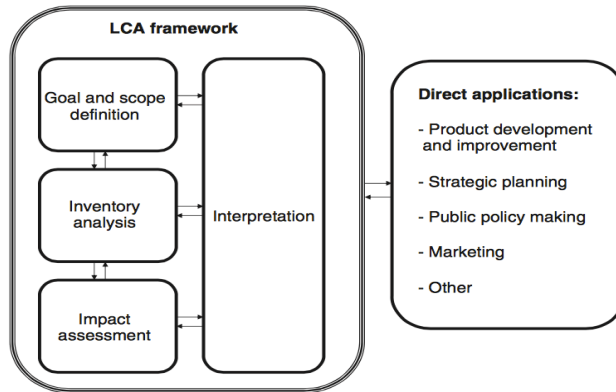 LCA framework
Goal and scope
definition
Inventory
analysis
Impact
assessment
Interpretation
Direct applications:
- Product development
and improvement
- Strategic planning
- Public policy making
- Marketing
- Other